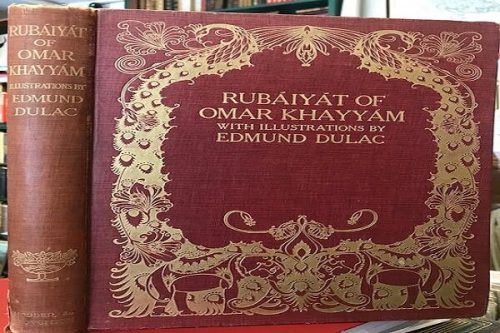 RUBÁIYÁT
OF
OMAR
KHAYYÁM
ILLUSTRATIONS BY
EDMUND
DULAC
RUBÁIYÁT OF
OMAR KHAYYÁM
WITH ILLUSTRATIONS BY
EDMUND DULAC